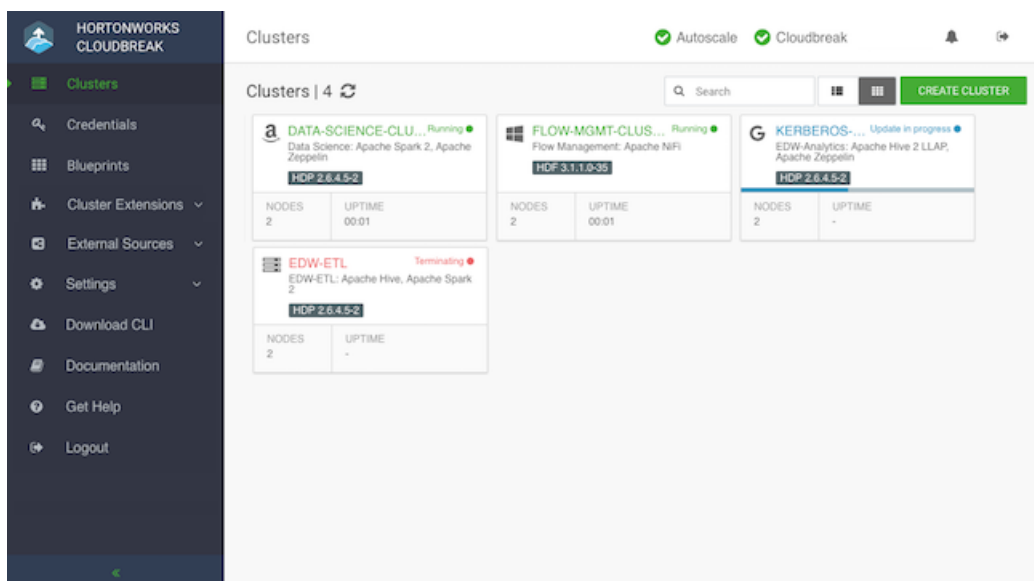 HORTONWORKS
CLOUDBREAK
Clusters
Credentials
Blueprints
Cluster Extensions
External Sources
Settings
Download CLI
Documentation
Get Help
Logout
Clusters
Autoscale
Cloudbreak
Clusters | 4
Search
CREATE CLUSTER
DATA-SCIENCE-CLU... Running
Data Science: Apache Spark 2, Apache
Zeppelin
HDP 2.6.4.5-2
NODES UPTIME
2 00:01
FLOW-MGMT-CLUS... Running
Flow Management: Apache NiFi
HDF 3.1.1.0-35
NODES UPTIME
2 00:01
KERBEROS-... Update in progress
EDW-Analytics: Apache Hive 2 LLAP,
Apache Zeppelin
HDP 2.6.4.5-2
NODES UPTIME
2 -
EDW-ETL Terminating
EDW-ETL: Apache Hive, Apache Spark
2
HDP 2.6.4.5-2
NODES UPTIME
2 -